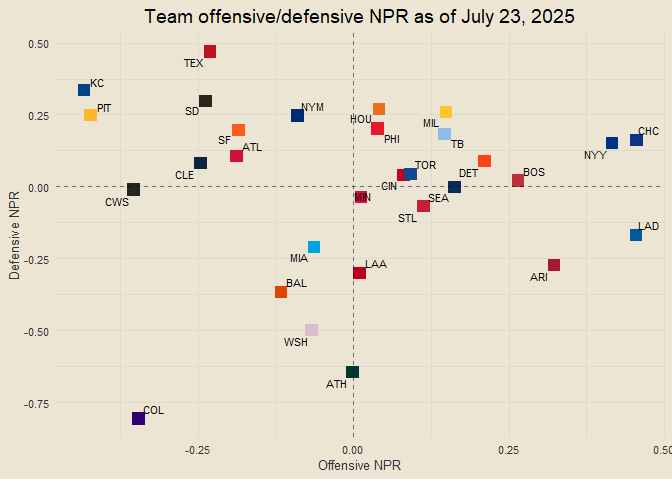 Team offensive/defensive NPR as of July 23, 2025
0.50
TEX
KC
PIT
SD
NYM
0.25
HOU
MIL
CHC
SF
ATL
PHI
TB
NYY
CLE
TOR
DET
BOS
0.00
CWS
CIN
MIN
SEA
STL
LAD
Defensive NPR
MIA
LAA
ARI
-0.25
BAL
WSH
-0.50
ATH
-0.75
COL
-0.25
0.00
0.25
0.50
Offensive NPR